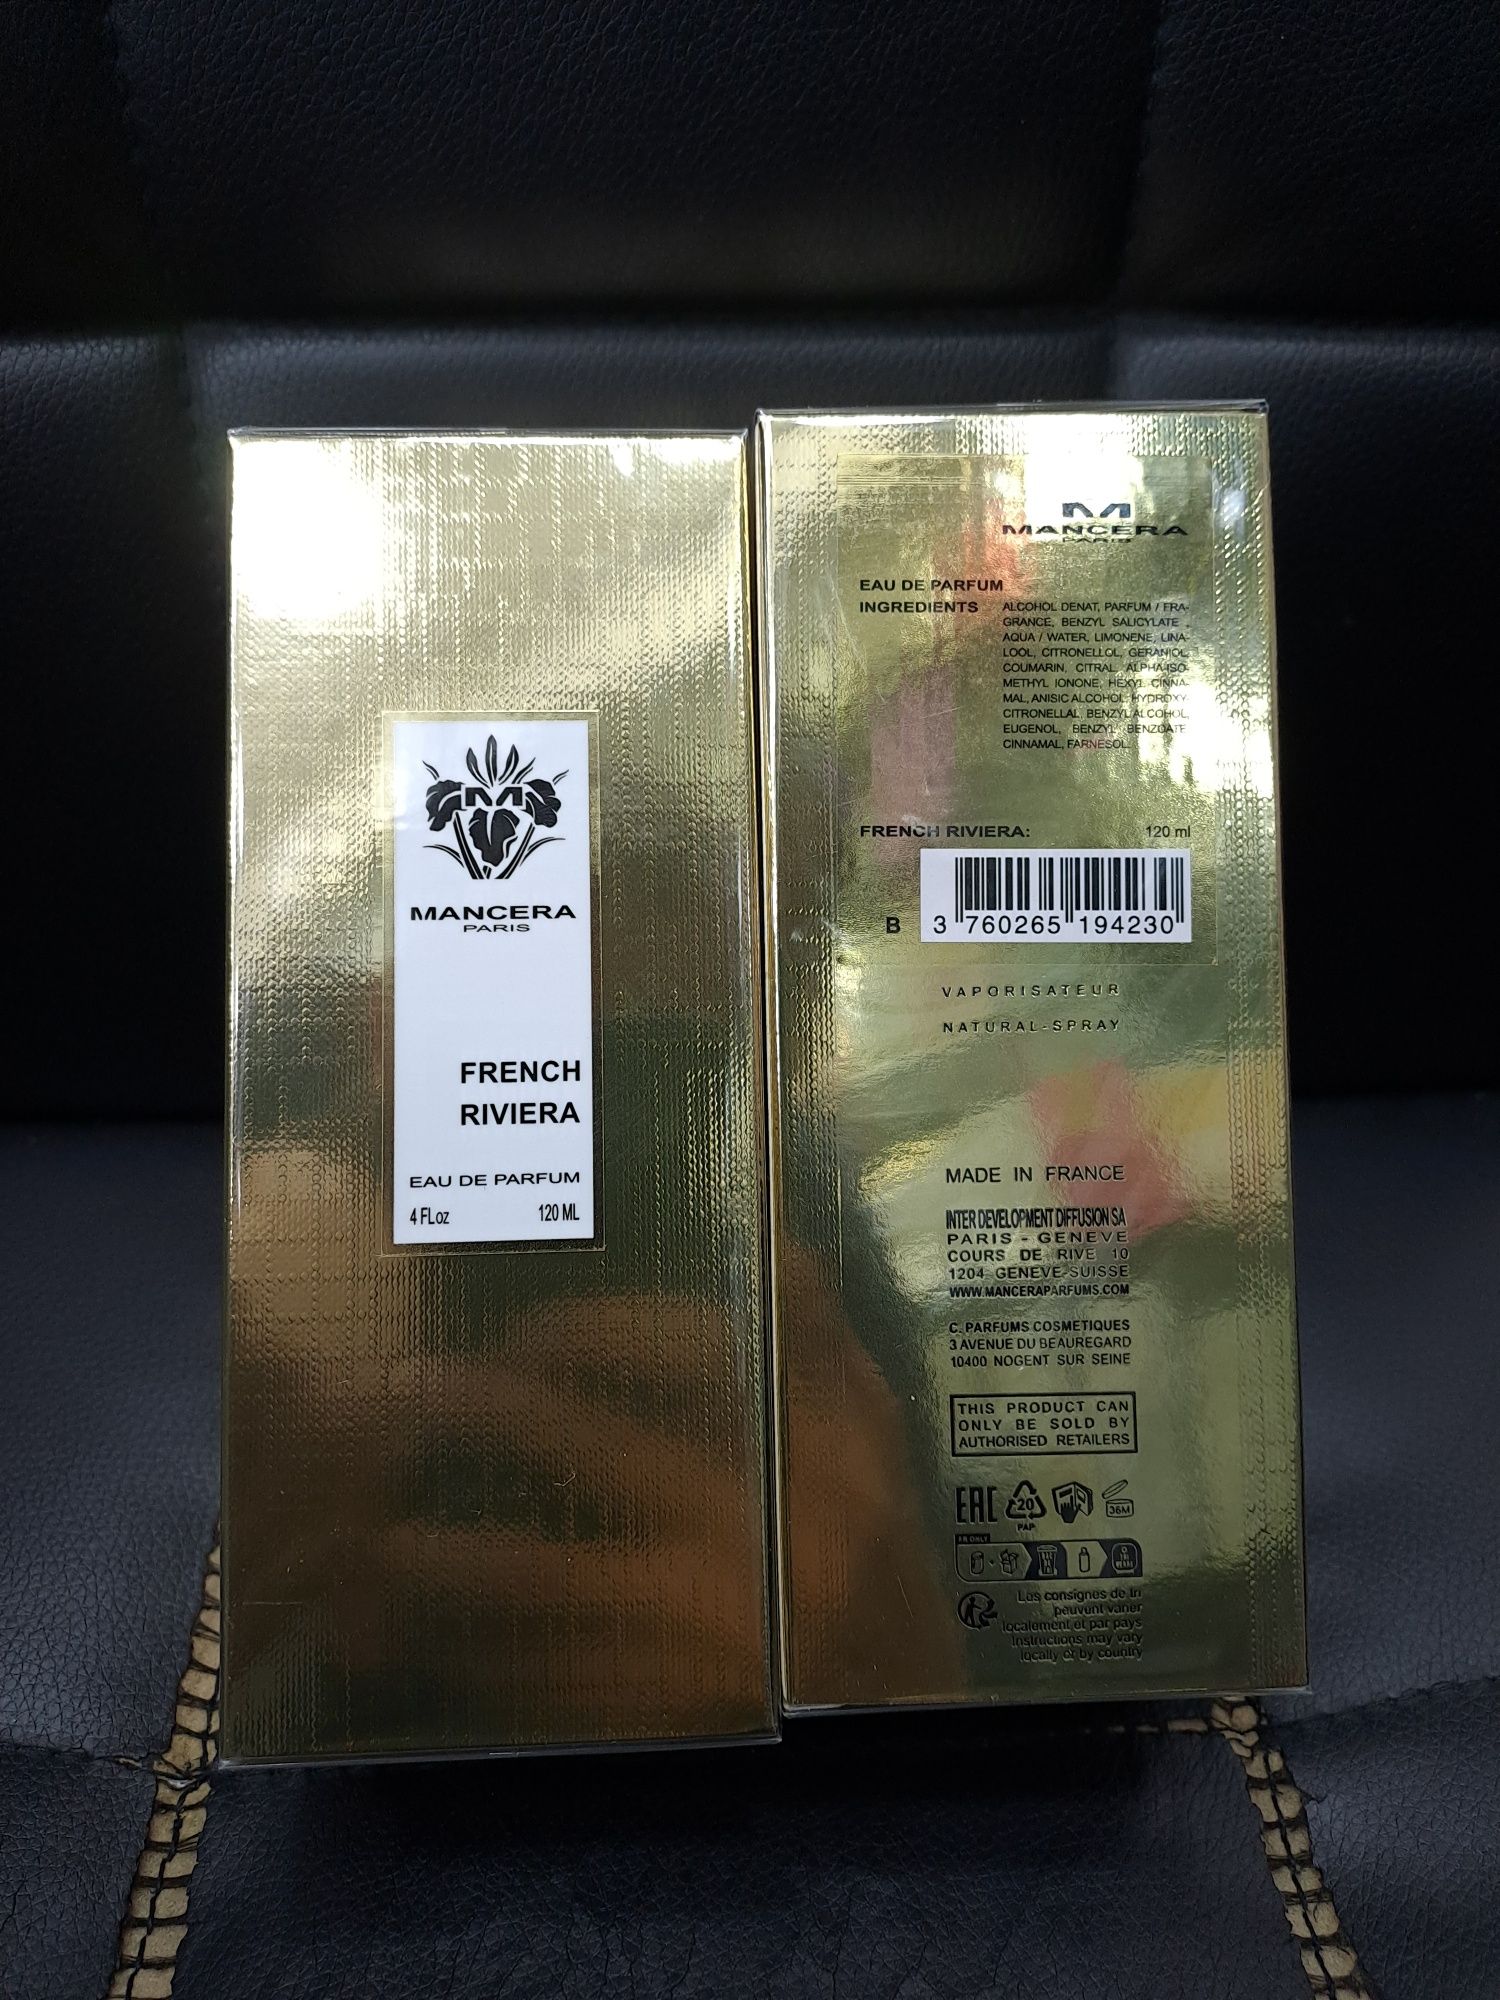 M
MANCERA
PARIS
FRENCH
RIVIERA
EAU DE PARFUM
4 FLoz 120 ML
M
MANCERA
PARIS
EAU DE PARFUM
INGREDIENTS ALCOHOL DENAT, PARFUM / FRA-
GRANCE, BENZYL SALICYLATE ,
AQUA / WATER, LIMONENE, LINA-
LOOL, CITRONELLOL, GERANIOL,
COUMARIN, CITRAL, ALPHA-ISO-
METHYL IONONE, HEXYL CINNA-
MAL, ANISIC ALCOHOL, HYDROXY-
CITRONELLAL, BENZYL ALCOHOL,
EUGENOL, BENZYL BENZOATE
CINNAMAL, FARNESOL.
FRENCH RIVIERA: 120 ml
B 3 760265 194230
VAPORISATEUR
NATURAL-SPRAY
MADE IN FRANCE
INTER DEVELOPMENT DIFFUSION SA
PARIS - GENEVE
COURS DE RIVE 10
1204 GENEVE-SUISSE
WWW.MANCERAPARFUMS.COM
C. PARFUMS COSMETIQUES
3 AVENUE DU BEAUREGARD
10400 NOGENT SUR SEINE
THIS PRODUCT CAN
ONLY BE SOLD BY
AUTHORISED RETAILERS
EAC 20 36M
PAP
FR ONLY
Les consignes de tri
peuvent varier
localement et par pays
Instructions may vary
locally or by country